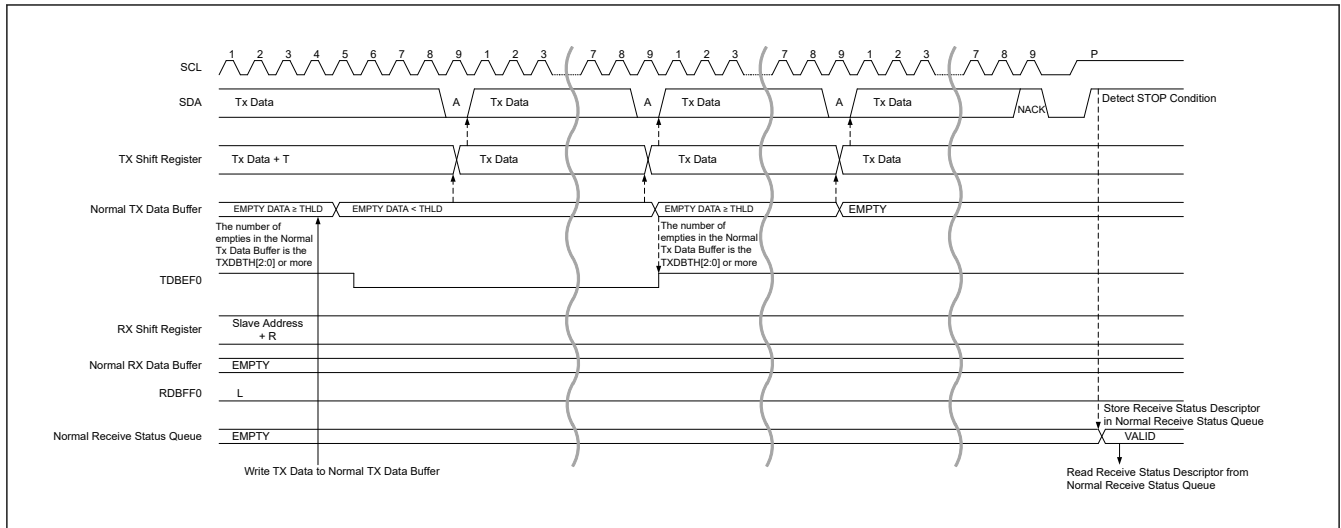 1 2 3 4 5 6 7 8 9 1 2 3 7 8 9 1 2 3 7 8 9 1 2 3 7 8 9 P
SCL
SDA Tx Data A Tx Data A Tx Data A Tx Data NACK Detect STOP Condition
TX Shift Register Tx Data + T Tx Data Tx Data Tx Data
Normal TX Data Buffer EMPTY DATA ≥ THLD EMPTY DATA < THLD EMPTY DATA ≥ THLD EMPTY
The number of
empties in the Normal
Tx Data Buffer is the
TXDBTH[2:0] or more
The number of
empties in the Normal
Tx Data Buffer is the
TXDBTH[2:0] or more
TDBEF0
RX Shift Register Slave Address
+ R
Normal RX Data Buffer EMPTY
RDBFF0 L
Store Receive Status Descriptor
in Normal Receive Status Queue
Normal Receive Status Queue EMPTY VALID
Write TX Data to Normal TX Data Buffer
Read Receive Status Descriptor from
Normal Receive Status Queue